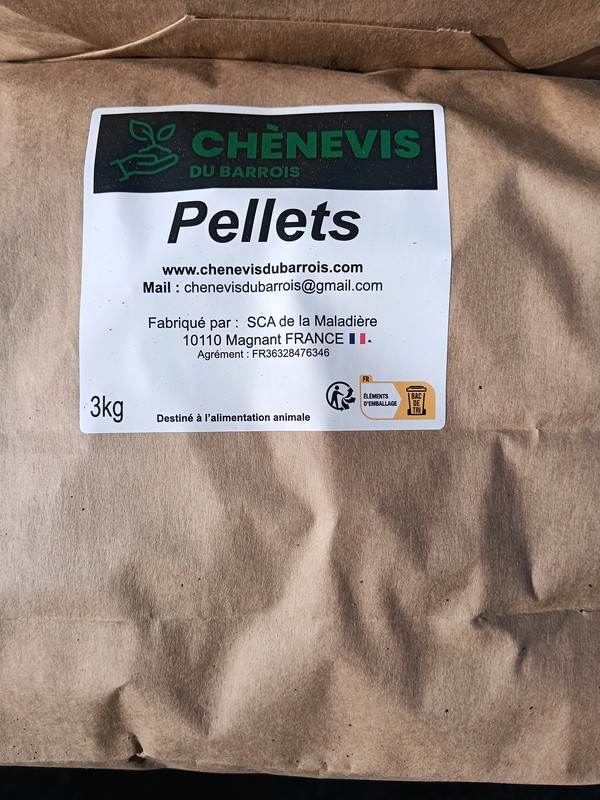 CHÈNEVIS
DU BARROIS
Pellets
www.chenevisdubarrois.com
Mail : chenevisdubarrois@gmail.com
Fabriqué par : SCA de la Maladière
10110 Magnant FRANCE
Agrément : FR36328476346
3kg
Destiné à l'alimentation animale
FR
ÉLÉMENTS
D'EMBALLAGE
BAC
DE
TRI